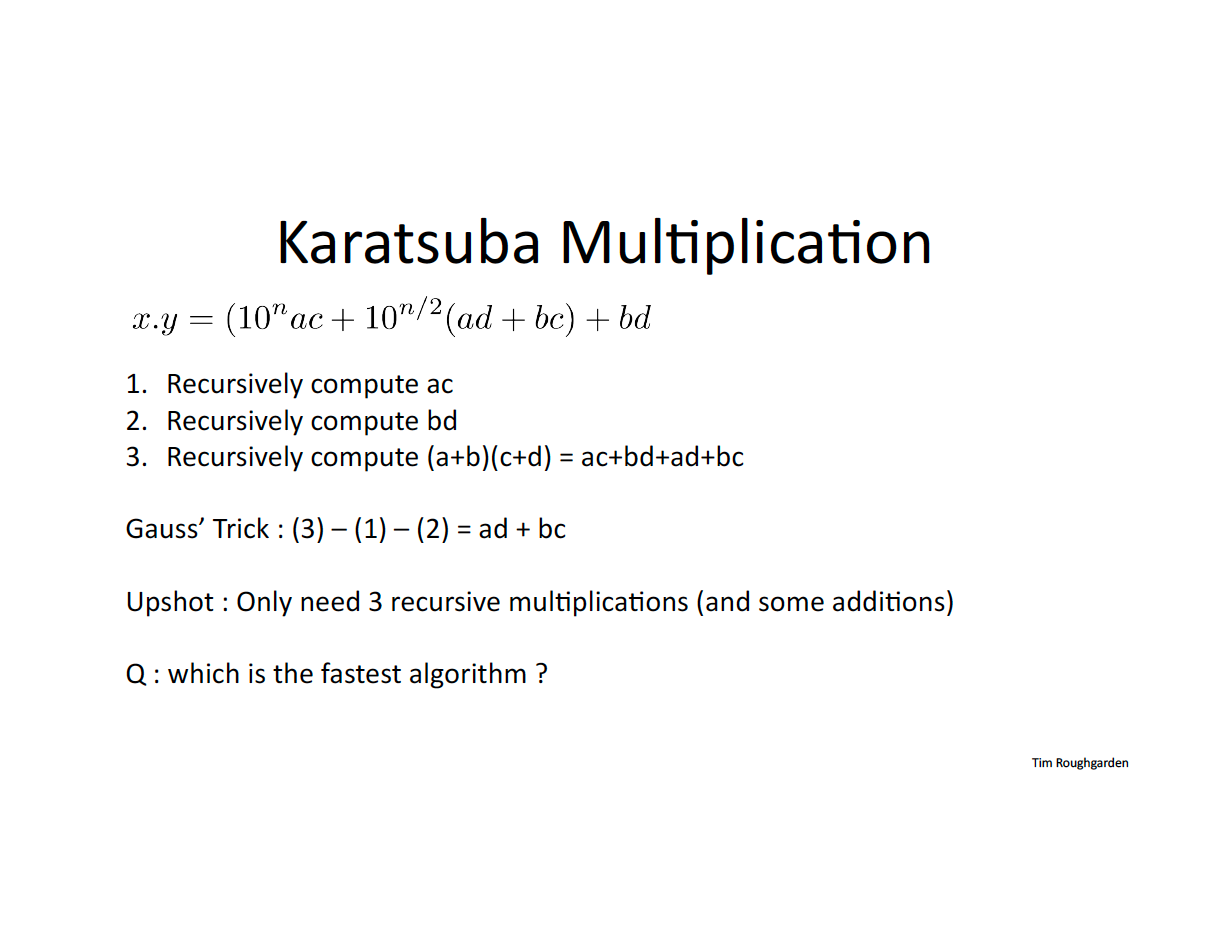 Karatsuba Multiplication
x.y = (10^n ac + 10^{n/2}(ad + bc) + bd
1. Recursively compute ac
2. Recursively compute bd
3. Recursively compute (a+b)(c+d) = ac+bd+ad+bc
Gauss’ Trick : (3) – (1) – (2) = ad + bc
Upshot : Only need 3 recursive multiplications (and some additions)
Q : which is the fastest algorithm ?
Tim Roughgarden